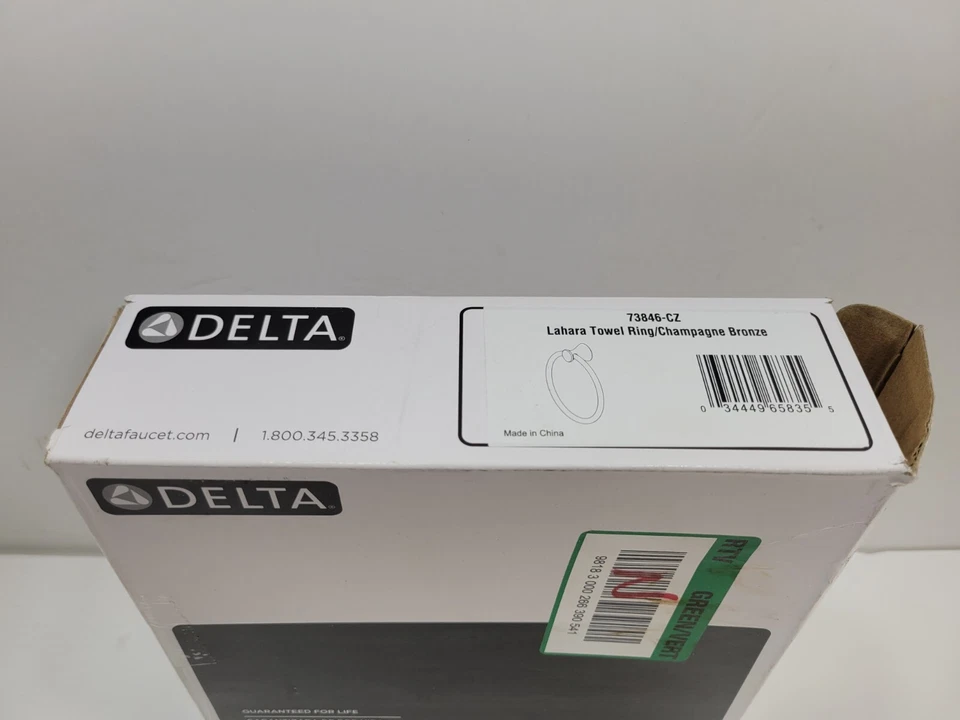 DELTA®
73846-CZ
Lahara Towel Ring/Champagne Bronze
0 34449 65835 5
Made in China
deltafaucet.com | 1.800.345.3358
DELTA®
RTV
GREEN/VERT
9818 3 000 266 390 541
N
GUARANTEED FOR LIFE